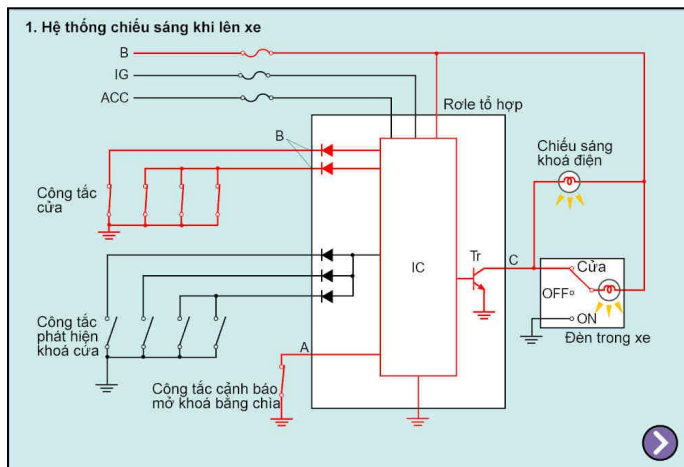 1. Hệ thống chiếu sáng khi lên xe
B
IG
ACC
Rơle tổ hợp
B
Chiếu sáng
khoá điện
Công tắc
cửa
Tr
C
IC
Cửa
OFF
ON
Đèn trong xe
Công tắc
phát hiện
khoá cửa
A
Công tắc cảnh báo
mở khoá bằng chìa